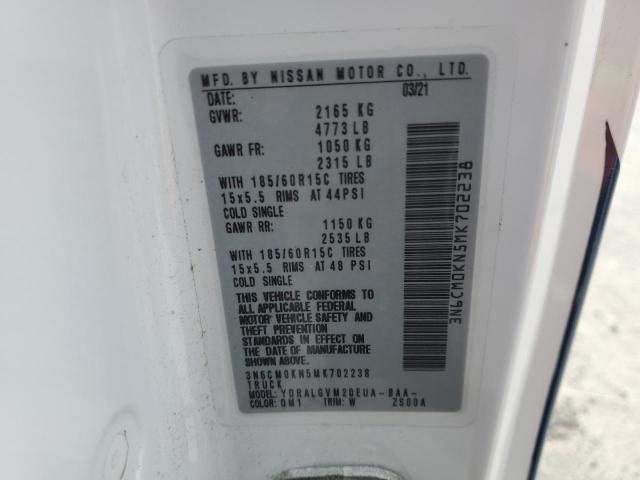 MFD. BY NISSAN MOTOR CO., LTD.
DATE: 03/21
GVWR: 2165 KG
4773 LB
GAWR FR: 1050 KG
2315 LB
WITH 185/60R15C TIRES
15x5.5 RIMS AT 44PSI
COLD SINGLE
GAWR RR: 1150 KG
2535 LB
WITH 185/60R15C TIRES
15x5.5 RIMS AT 48 PSI
COLD SINGLE
THIS VEHICLE CONFORMS TO
ALL APPLICABLE FEDERAL
MOTOR VEHICLE SAFETY AND
THEFT PREVENTION
STANDARDS IN EFFECT ON
THE DATE OF MANUFACTURE
SHOWN ABOVE.
3N6CM0KN5MK702238
TRUCK
MODEL: YDRALGVM20EUA-BAA-
COLOR: QM1 TRIM: W ZS00A
3N6CM0KN5MK702238